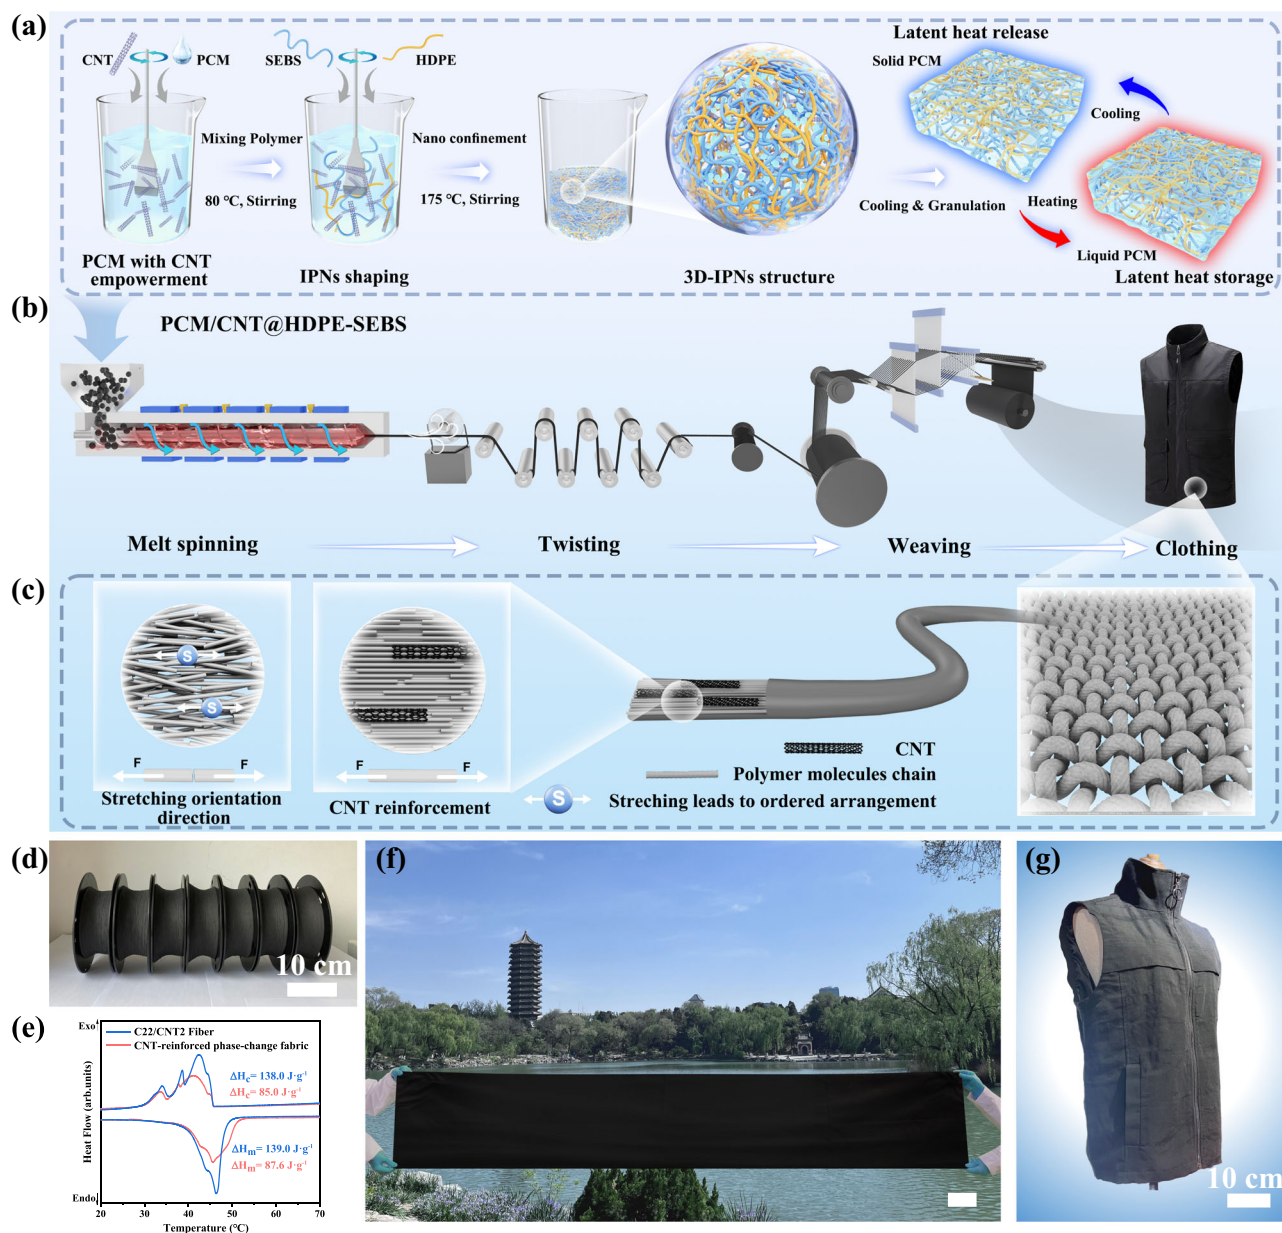 (a)
CNT
PCM
SEBS
HDPE
Mixing Polymer
80 °C, Stirring
Nano confinement
175 °C, Stirring
PCM with CNT
empowerment
IPNs shaping
3D-IPNs structure
Cooling & Granulation
Latent heat release
Solid PCM
Cooling
Heating
Liquid PCM
Latent heat storage
(b)
PCM/CNT@HDPE-SEBS
Melt spinning
Twisting
Weaving
Clothing
(c)
S
S
F
F
Stretching orientation
direction
F
F
CNT reinforcement
CNT
Polymer molecules chain
S
Streching leads to ordered arrangement
(d)
10 cm
(e)
Exo
Endo
Heat Flow (arb.units)
C22/CNT2 Fiber
CNT-reinforced phase-change fabric
ΔHc= 138.0 J·g-1
ΔHc= 85.0 J·g-1
ΔHm= 139.0 J·g-1
ΔHm= 87.6 J·g-1
20 30 40 50 60 70
Temperature (°C)
(f)
(g)
10 cm